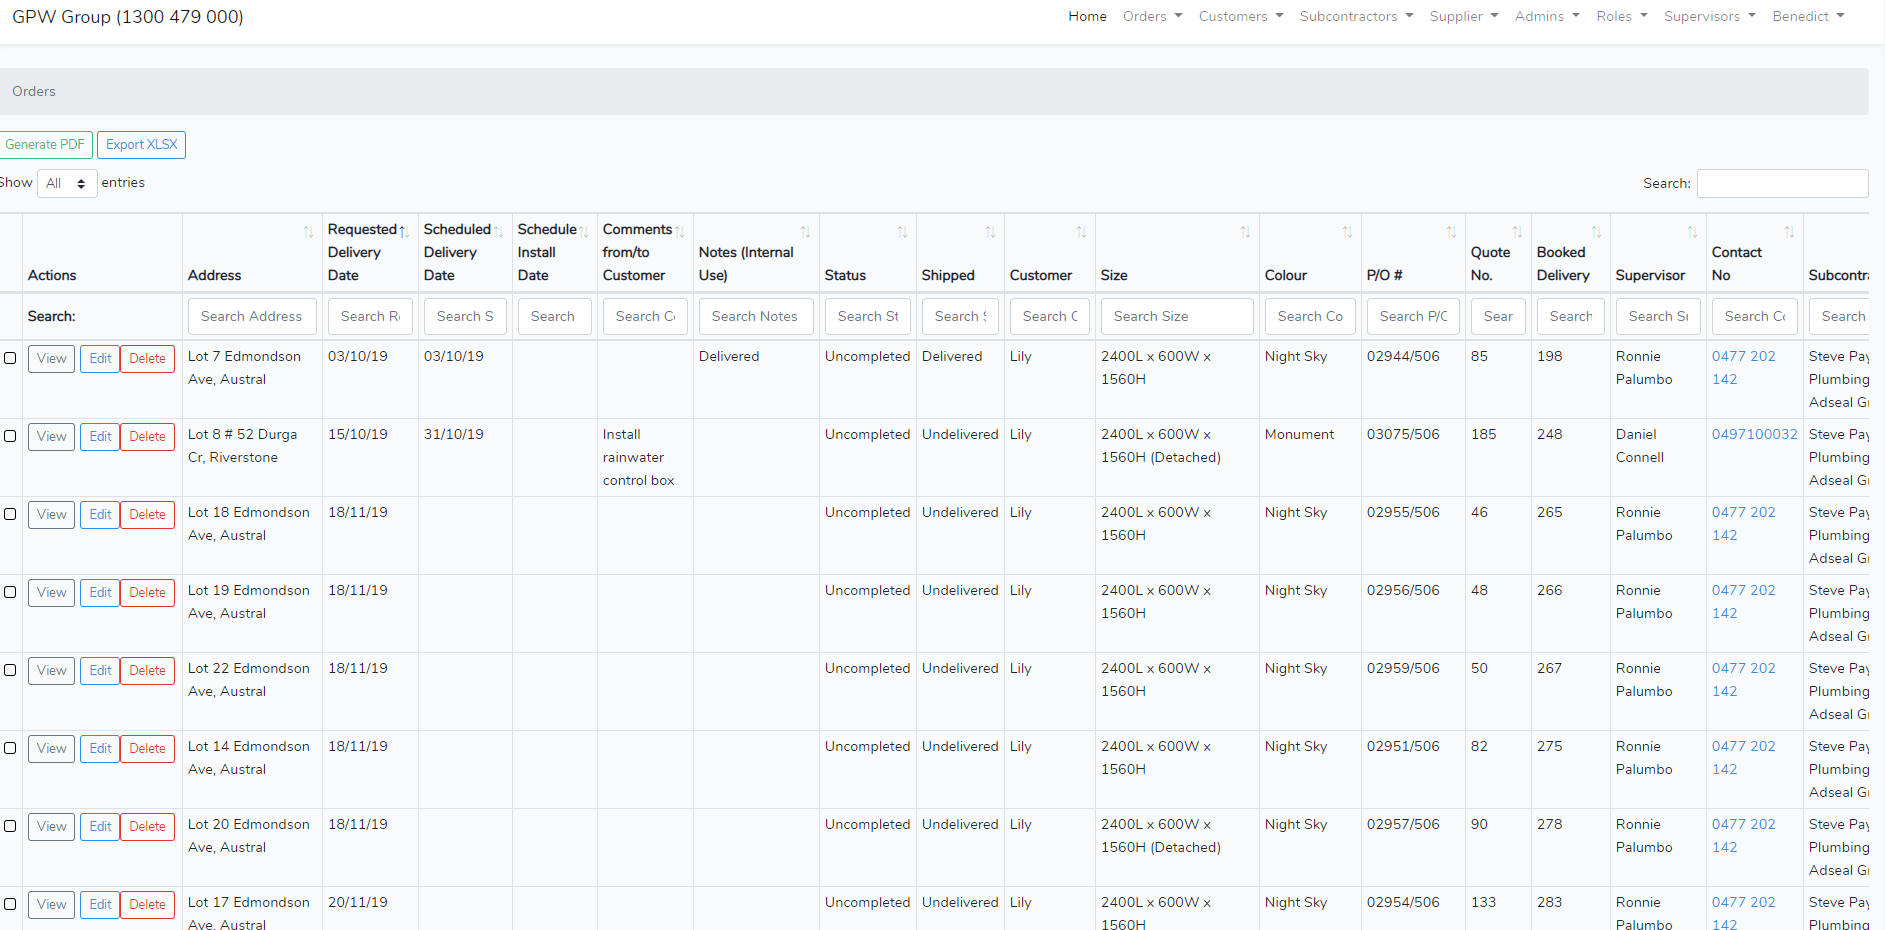 GPW Group (1300 479 000)
Home Orders Customers Subcontractors Supplier Admins Roles Supervisors Benedict
Orders
Generate PDF Export XLSX
Show All entries Search:
Actions Address Requested Delivery Date Scheduled Delivery Date Schedule Install Date Comments from/to Customer Notes (Internal Use) Status Shipped Customer Size Colour P/O # Quote No. Booked Delivery Supervisor Contact No Subcontra
Search: Search Address Search R Search S Search Search C Search Notes Search St Search S Search C Search Size Search Co Search P/O Sear Search Search Su Search Co Search
View Edit Delete Lot 7 Edmondson Ave, Austral 03/10/19 03/10/19 Delivered Uncompleted Delivered Lily 2400L x 600W x 1560H Night Sky 02944/506 85 198 Ronnie Palumbo 0477 202 142 Steve Pay Plumbing Adseal Gr
View Edit Delete Lot 8 # 52 Durga Cr, Riverstone 15/10/19 31/10/19 Install rainwater control box Uncompleted Undelivered Lily 2400L x 600W x 1560H (Detached) Monument 03075/506 185 248 Daniel Connell 0497100032 Steve Pay Plumbing Adseal Gr
View Edit Delete Lot 18 Edmondson Ave, Austral 18/11/19 Uncompleted Undelivered Lily 2400L x 600W x 1560H Night Sky 02955/506 46 265 Ronnie Palumbo 0477 202 142 Steve Pay Plumbing Adseal Gr
View Edit Delete Lot 19 Edmondson Ave, Austral 18/11/19 Uncompleted Undelivered Lily 2400L x 600W x 1560H Night Sky 02956/506 48 266 Ronnie Palumbo 0477 202 142 Steve Pay Plumbing Adseal Gr
View Edit Delete Lot 22 Edmondson Ave, Austral 18/11/19 Uncompleted Undelivered Lily 2400L x 600W x 1560H Night Sky 02959/506 50 267 Ronnie Palumbo 0477 202 142 Steve Pay Plumbing Adseal Gr
View Edit Delete Lot 14 Edmondson Ave, Austral 18/11/19 Uncompleted Undelivered Lily 2400L x 600W x 1560H Night Sky 02951/506 82 275 Ronnie Palumbo 0477 202 142 Steve Pay Plumbing Adseal Gr
View Edit Delete Lot 20 Edmondson Ave, Austral 18/11/19 Uncompleted Undelivered Lily 2400L x 600W x 1560H (Detached) Night Sky 02957/506 90 278 Ronnie Palumbo 0477 202 142 Steve Pay Plumbing Adseal Gr
View Edit Delete Lot 17 Edmondson Ave, Austral 20/11/19 Uncompleted Undelivered Lily 2400L x 600W x 1560H Night Sky 02954/506 133 283 Ronnie Palumbo 0477 202 142 Steve Pay Plumbing